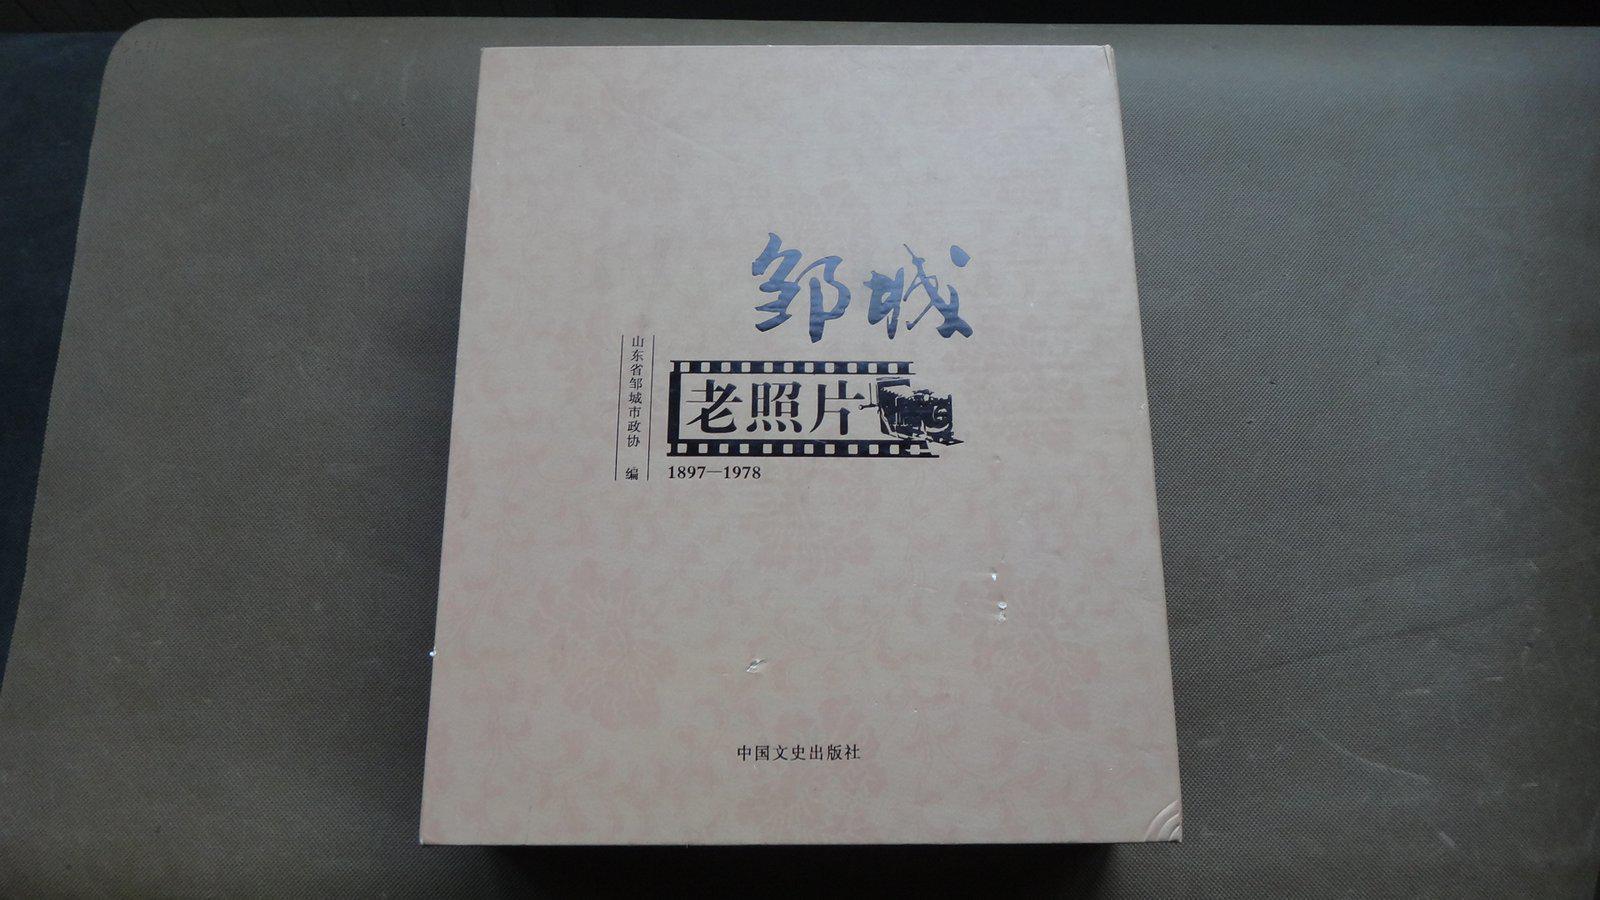 邹城
老照片
1897—1978
山东省邹城市政协 编
中国文史出版社